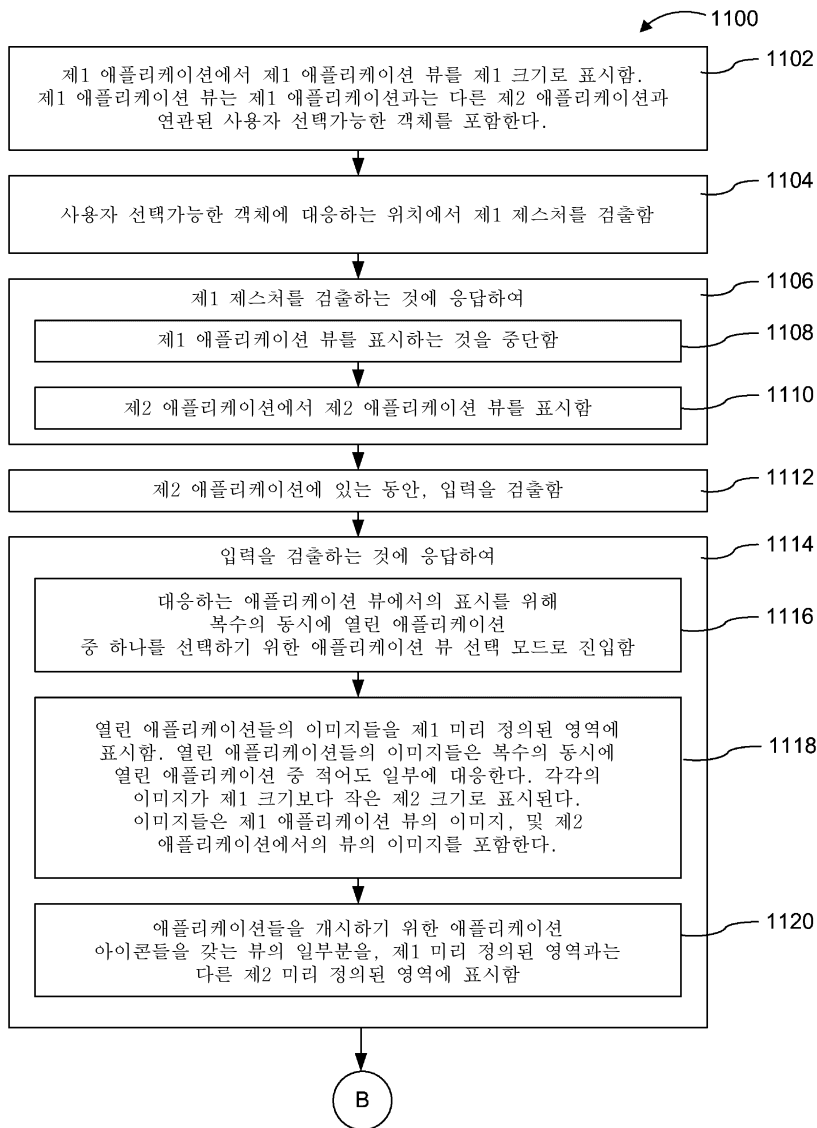 1100
제1 애플리케이션에서 제1 애플리케이션 뷰를 제1 크기로 표시함.
제1 애플리케이션 뷰는 제1 애플리케이션과는 다른 제2 애플리케이션과
연관된 사용자 선택가능한 객체를 포함한다.
1102
사용자 선택가능한 객체에 대응하는 위치에서 제1 제스처를 검출함
1104
제1 제스처를 검출하는 것에 응답하여
1106
제1 애플리케이션 뷰를 표시하는 것을 중단함
1108
제2 애플리케이션에서 제2 애플리케이션 뷰를 표시함
1110
제2 애플리케이션에 있는 동안, 입력을 검출함
1112
입력을 검출하는 것에 응답하여
1114
대응하는 애플리케이션 뷰에서의 표시를 위해
복수의 동시에 열린 애플리케이션
중 하나를 선택하기 위한 애플리케이션 뷰 선택 모드로 진입함
1116
열린 애플리케이션들의 이미지들을 제1 미리 정의된 영역에
표시함. 열린 애플리케이션들의 이미지들은 복수의 동시에
열린 애플리케이션 중 적어도 일부에 대응한다. 각각의
이미지가 제1 크기보다 작은 제2 크기로 표시된다.
이미지들은 제1 애플리케이션 뷰의 이미지, 및 제2
애플리케이션에서의 뷰의 이미지를 포함한다.
1118
애플리케이션들을 개시하기 위한 애플리케이션
아이콘들을 갖는 뷰의 일부분을, 제1 미리 정의된 영역과는
다른 제2 미리 정의된 영역에 표시함
1120
B